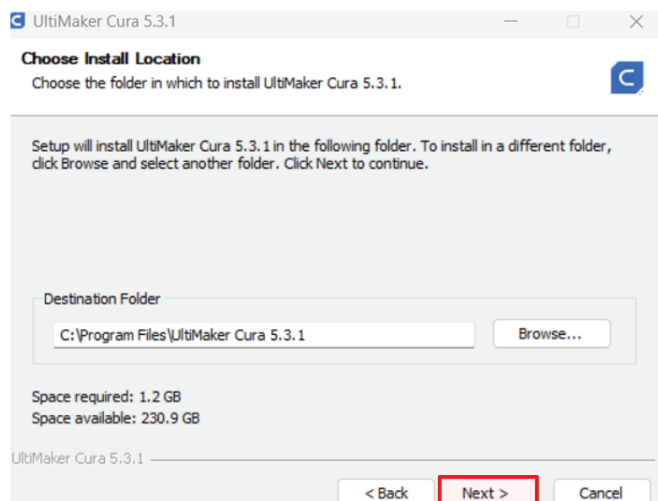 UltiMaker Cura 5.3.1
Choose Install Location
Choose the folder in which to install UltiMaker Cura 5.3.1.
Setup will install UltiMaker Cura 5.3.1 in the following folder. To install in a different folder,
click Browse and select another folder. Click Next to continue.
Destination Folder
C:\Program Files\UltiMaker Cura 5.3.1
Browse...
Space required: 1.2 GB
Space available: 230.9 GB
UltiMaker Cura 5.3.1
< Back
Next >
Cancel